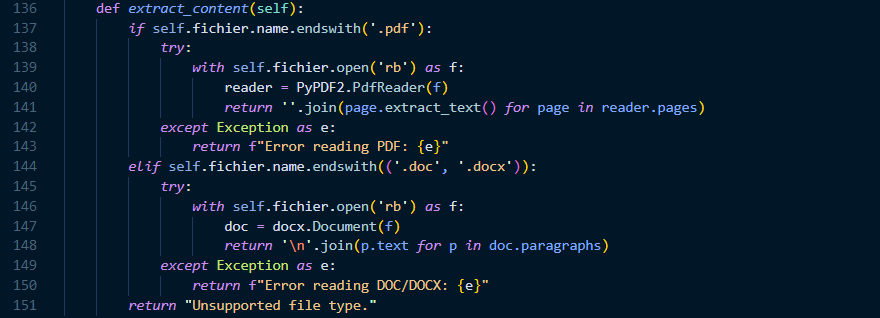 136 def extract_content(self):
137 if self.fichier.name.endswith('.pdf'):
138 try:
139 with self.fichier.open('rb') as f:
140 reader = PyPDF2.PdfReader(f)
141 return ''.join(page.extract_text() for page in reader.pages)
142 except Exception as e:
143 return f"Error reading PDF: {e}"
144 elif self.fichier.name.endswith(('.doc', '.docx')):
145 try:
146 with self.fichier.open('rb') as f:
147 doc = docx.Document(f)
148 return '\n'.join(p.text for p in doc.paragraphs)
149 except Exception as e:
150 return f"Error reading DOC/DOCX: {e}"
151 return "Unsupported file type."